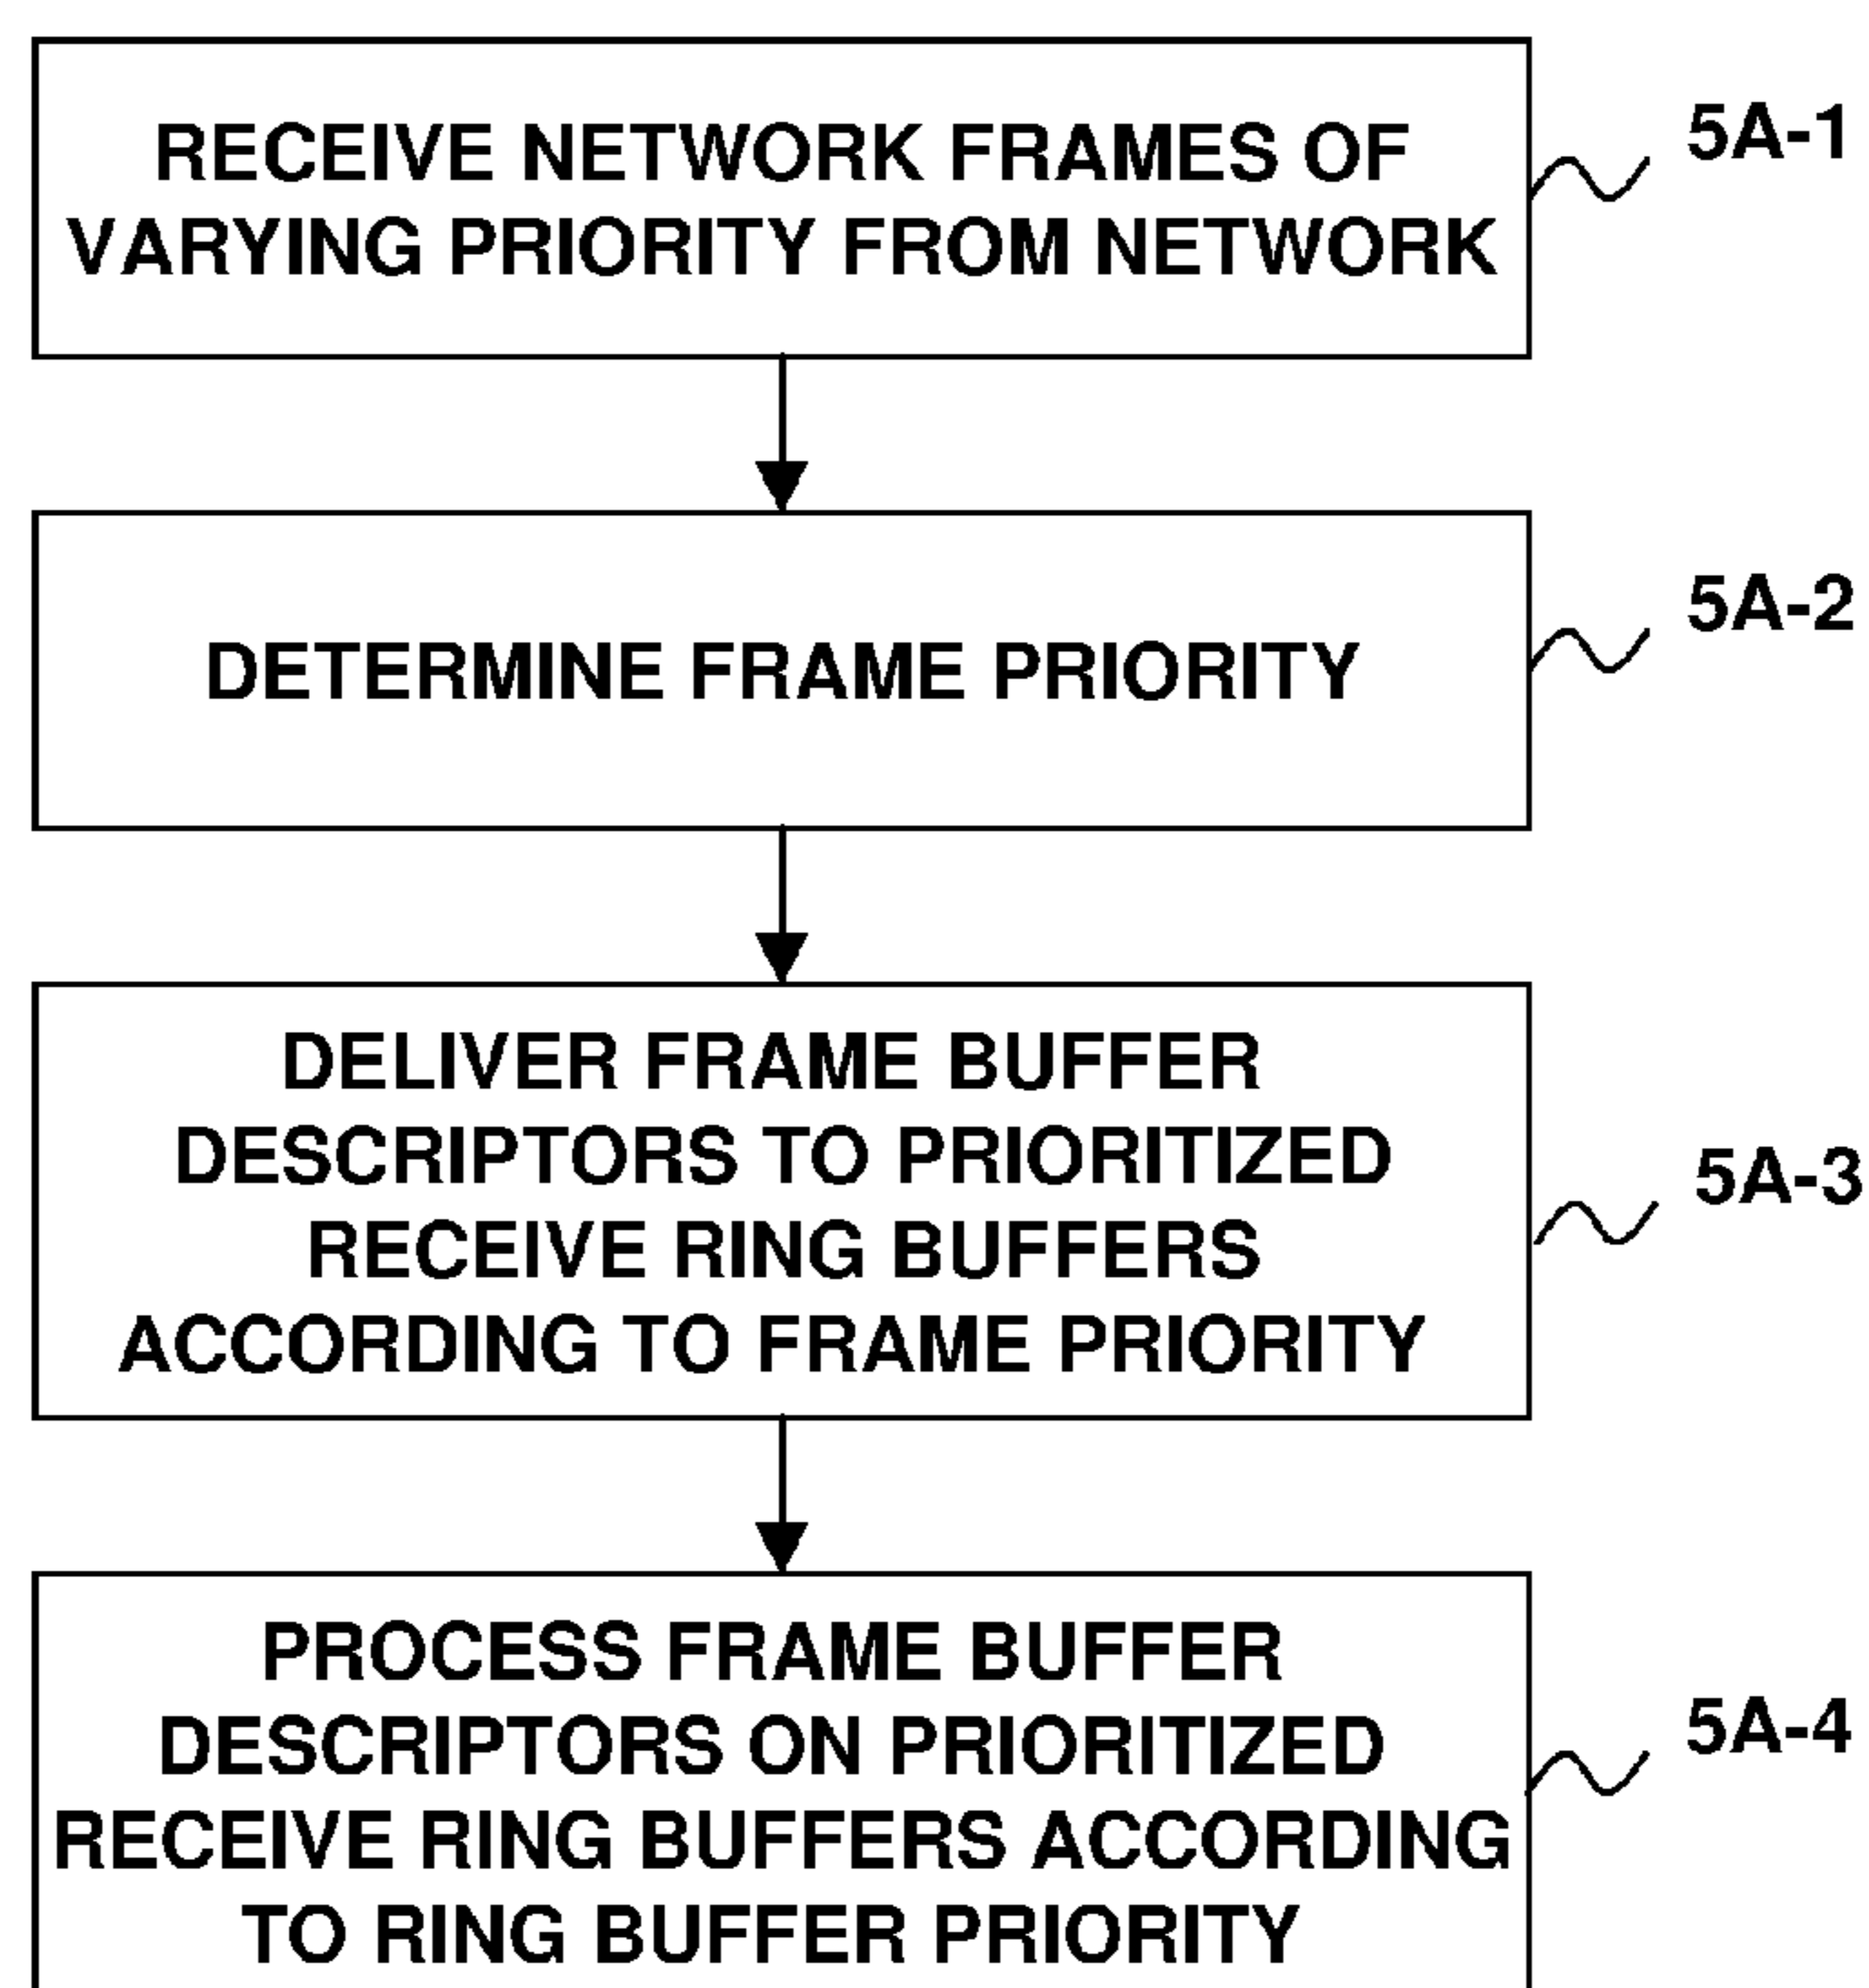 RECEIVE NETWORK FRAMES OF
VARYING PRIORITY FROM NETWORK
5A-1
DETERMINE FRAME PRIORITY
5A-2
DELIVER FRAME BUFFER
DESCRIPTORS TO PRIORITIZED
RECEIVE RING BUFFERS
ACCORDING TO FRAME PRIORITY
5A-3
PROCESS FRAME BUFFER
DESCRIPTORS ON PRIORITIZED
RECEIVE RING BUFFERS ACCORDING
TO RING BUFFER PRIORITY
5A-4